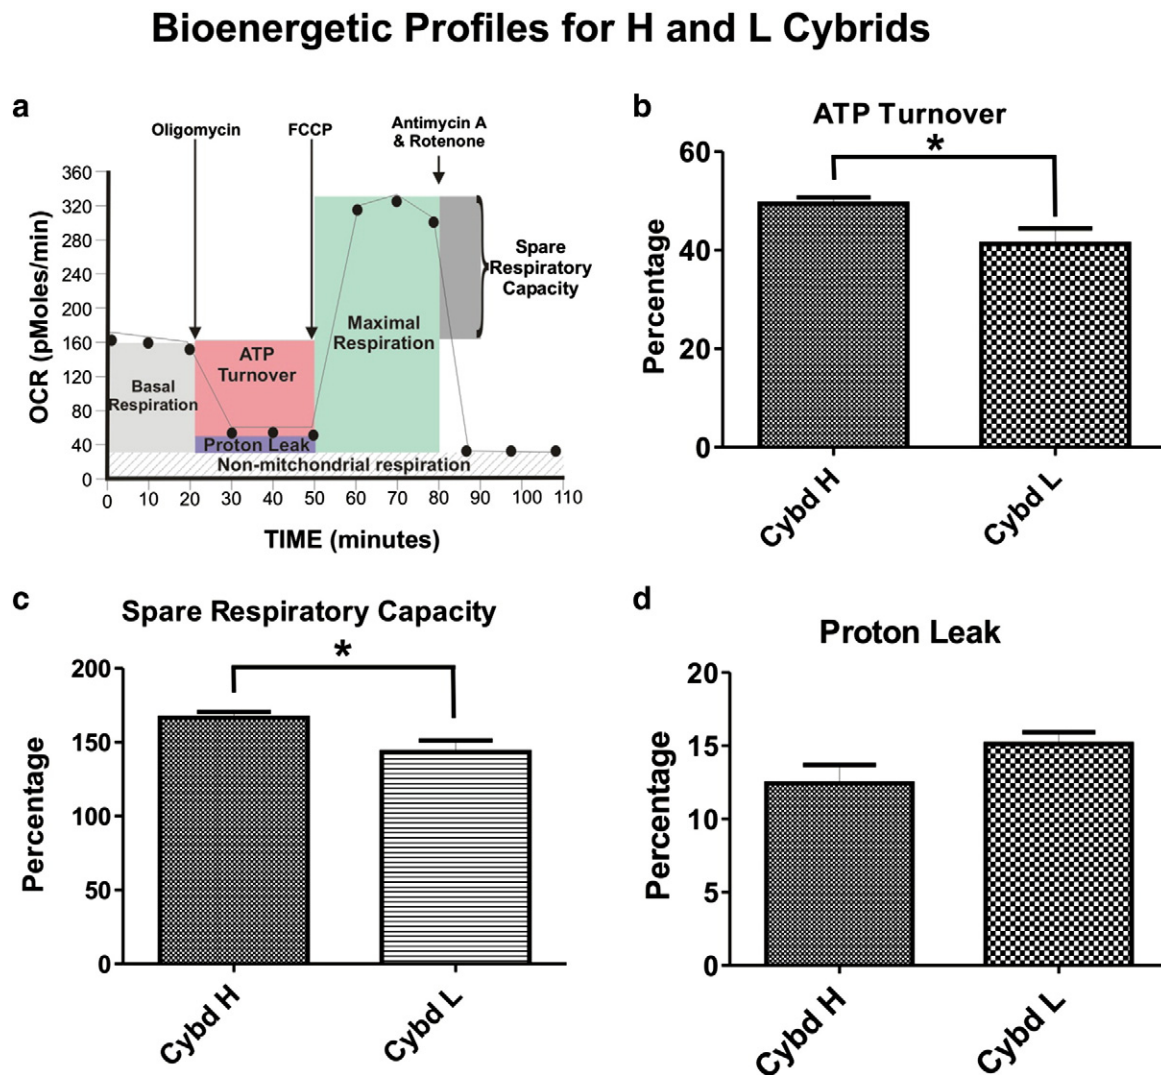 Bioenergetic Profiles for H and L Cybrids
a
Oligomycin
FCCP
Antimycin A
& Rotenone
OCR (pMoles/min)
360
320
280
240
200
160
120
80
40
0
Basal
Respiration
ATP
Turnover
Proton Leak
Maximal
Respiration
Spare
Respiratory
Capacity
Non-mitchondrial respiration
0 10 20 30 40 50 60 70 80 90 100 110
TIME (minutes)
b
ATP Turnover
*
Percentage
60
40
20
0
Cybd H
Cybd L
c
Spare Respiratory Capacity
*
Percentage
200
150
100
50
0
Cybd H
Cybd L
d
Proton Leak
Percentage
20
15
10
5
0
Cybd H
Cybd L